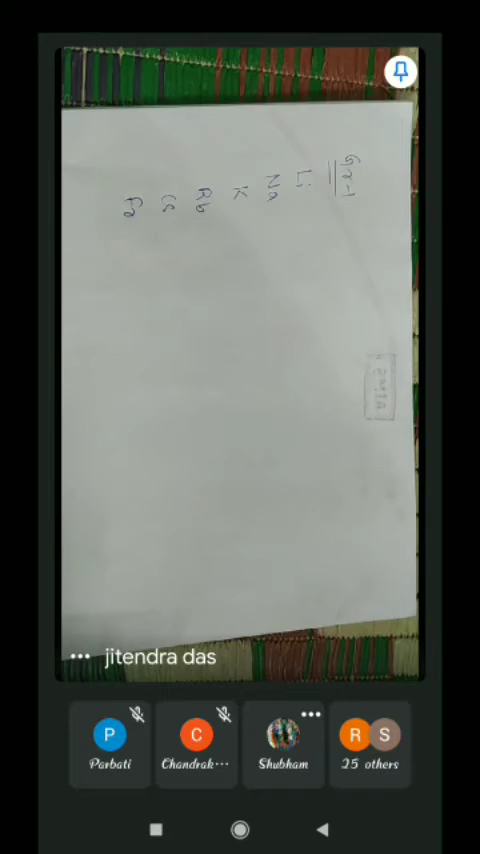 Gr-1
Li
Na
K
Rb
Cs
Fr
jitendra das
P
C
R
S
Parbati
Chandrak...
Shubham
25 others